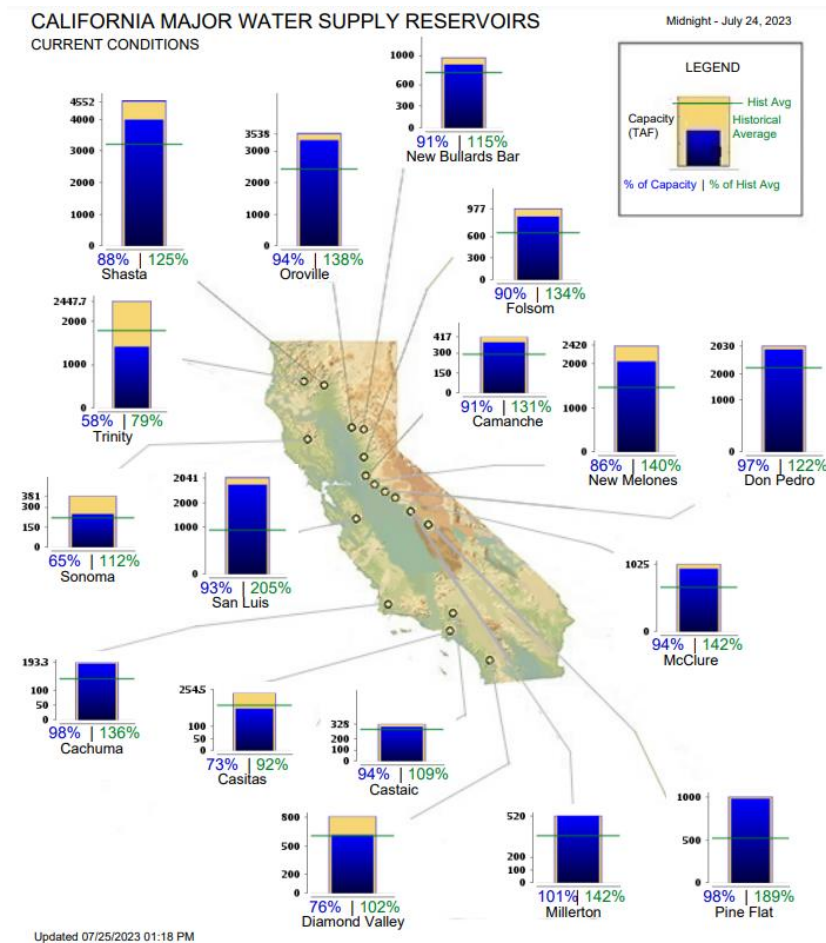 CALIFORNIA MAJOR WATER SUPPLY RESERVOIRS
CURRENT CONDITIONS
Midnight - July 24, 2023
LEGEND
Capacity
(TAF)
Hist Avg
Historical
Average
% of Capacity | % of Hist Avg
4552
4000
3000
2000
1000
0
88% | 125%
Shasta
3538
3000
2000
1000
0
94% | 138%
Oroville
1000
600
300
0
91% | 115%
New Bullards Bar
977
600
300
0
90% | 134%
Folsom
2447.7
2000
1000
0
58% | 79%
Trinity
417
300
150
0
91% | 131%
Camanche
2420
2000
1000
0
86% | 140%
New Melones
2030
2000
1000
0
97% | 122%
Don Pedro
381
300
150
0
65% | 112%
Sonoma
2041
2000
1000
0
93% | 205%
San Luis
1025
0
94% | 142%
McClure
193.3
100
50
0
98% | 136%
Cachuma
254.5
100
50
0
73% | 92%
Casitas
325
200
100
0
94% | 109%
Castaic
800
500
200
0
76% | 102%
Diamond Valley
520
200
100
0
101% | 142%
Millerton
1000
500
0
98% | 189%
Pine Flat
Updated 07/25/2023 01:18 PM